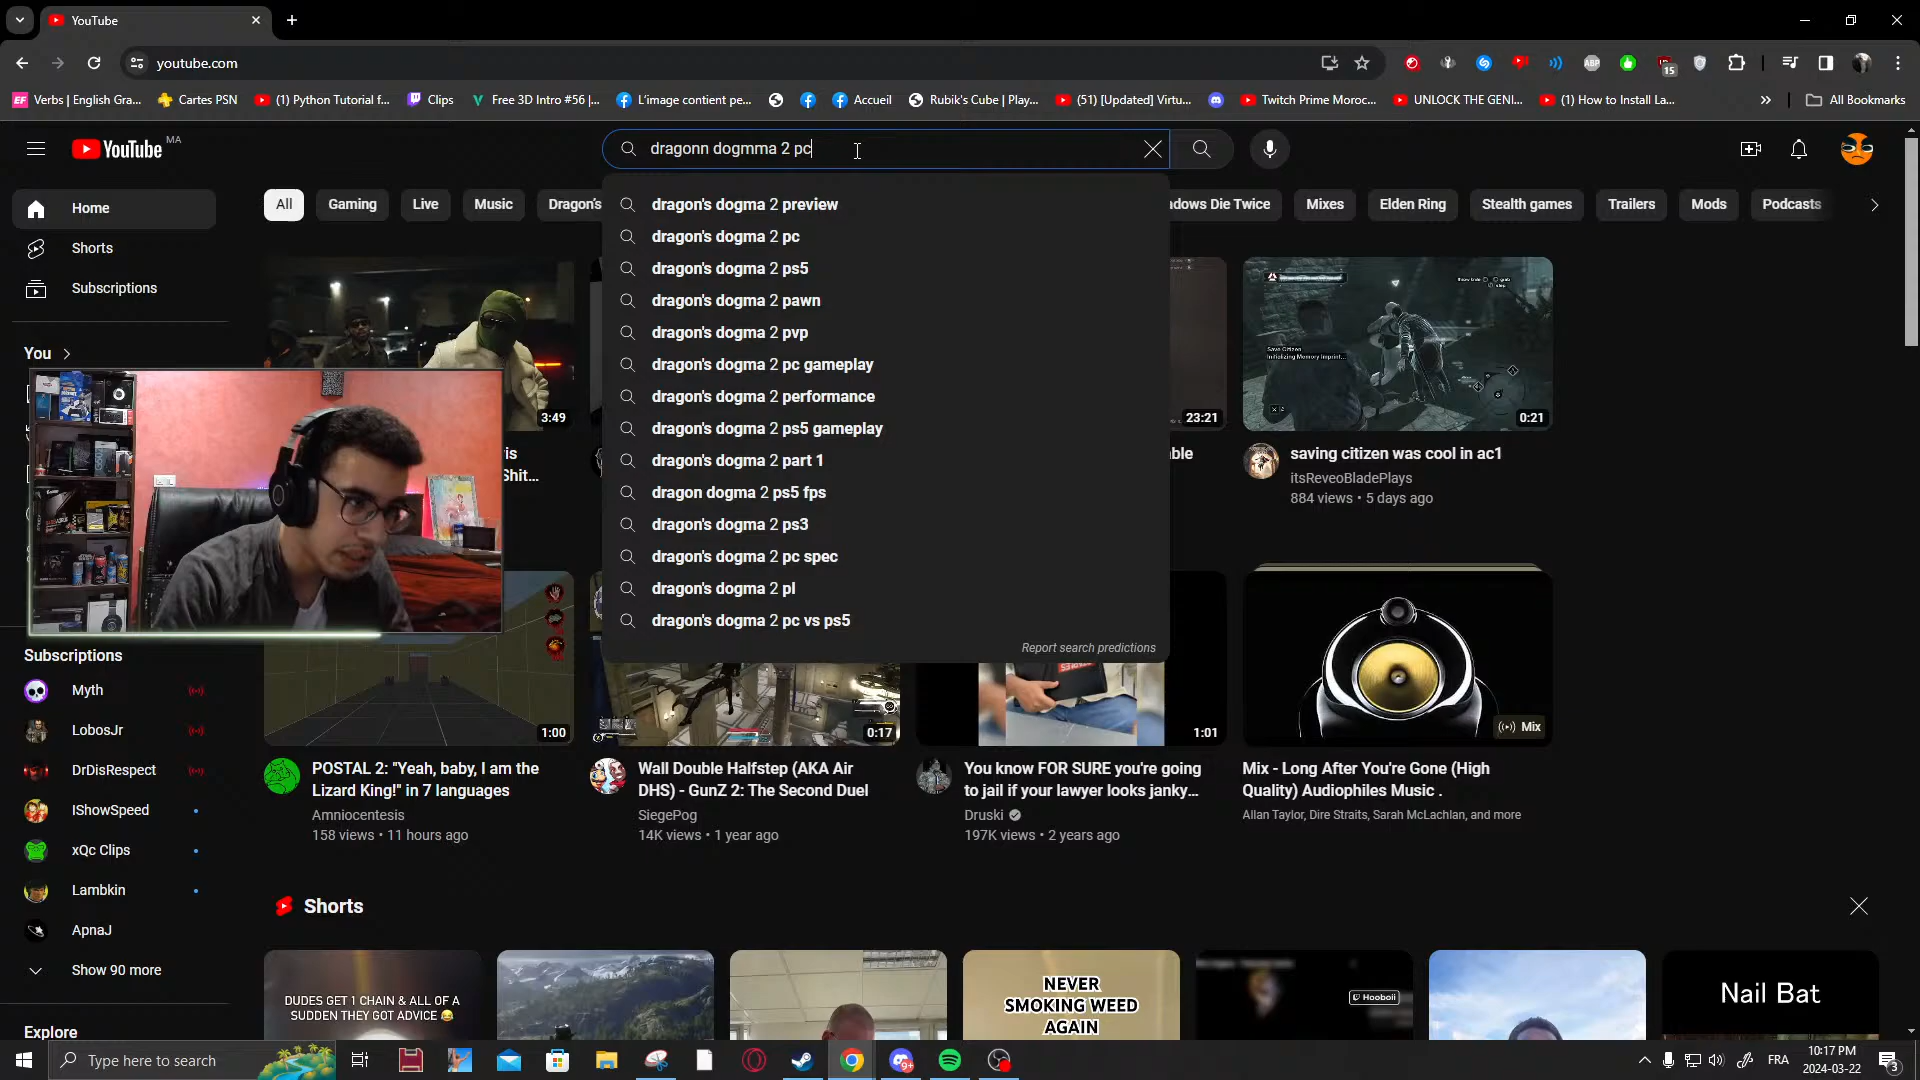 YouTube
youtube.com
15
Verbs | English Gra...
Cartes PSN
(1) Python Tutorial f...
Clips
Free 3D Intro #56 |...
L'image contient pe...
Accueil
Rubik's Cube | Play...
(51) [Updated] Virtu...
Twitch Prime Moroc...
UNLOCK THE GENI...
(1) How to Install La...
All Bookmarks
YouTube MA
dragonn dogmma 2 pc
All
Gaming
Live
Music
Dragon's
dows Die Twice
Mixes
Elden Ring
Stealth games
Trailers
Mods
Podcasts
Home
Shorts
Subscriptions
You
dragon's dogma 2 preview
dragon's dogma 2 pc
dragon's dogma 2 ps5
dragon's dogma 2 pawn
dragon's dogma 2 pvp
dragon's dogma 2 pc gameplay
dragon's dogma 2 performance
dragon's dogma 2 ps5 gameplay
dragon's dogma 2 part 1
dragon dogma 2 ps5 fps
dragon's dogma 2 ps3
dragon's dogma 2 pc spec
dragon's dogma 2 pl
dragon's dogma 2 pc vs ps5
Report search predictions
3:49
23:21
Save Citizen
Initializing Memory Imprint...
0:21
is
Shit...
ble
saving citizen was cool in ac1
itsReveoBladePlays
884 views • 5 days ago
Subscriptions
Myth
LobosJr
DrDisRespect
IShowSpeed
xQc Clips
Lambkin
ApnaJ
Show 90 more
Explore
1:00
0:17
1:01
Mix
POSTAL 2: "Yeah, baby, I am the
Lizard King!" in 7 languages
Amniocentesis
158 views • 11 hours ago
Wall Double Halfstep (AKA Air
DHS) - GunZ 2: The Second Duel
SiegePog
14K views • 1 year ago
You know FOR SURE you're going
to jail if your lawyer looks janky...
Druski
197K views • 2 years ago
Mix - Long After You're Gone (High
Quality) Audiophiles Music .
Allan Taylor, Dire Straits, Sarah McLachlan, and more
Shorts
DUDES GET 1 CHAIN & ALL OF A
SUDDEN THEY GOT ADVICE 😂
NEVER
SMOKING WEED
AGAIN
Hooboii
Nail Bat
Type here to search
FRA
10:17 PM
2024-03-22
3